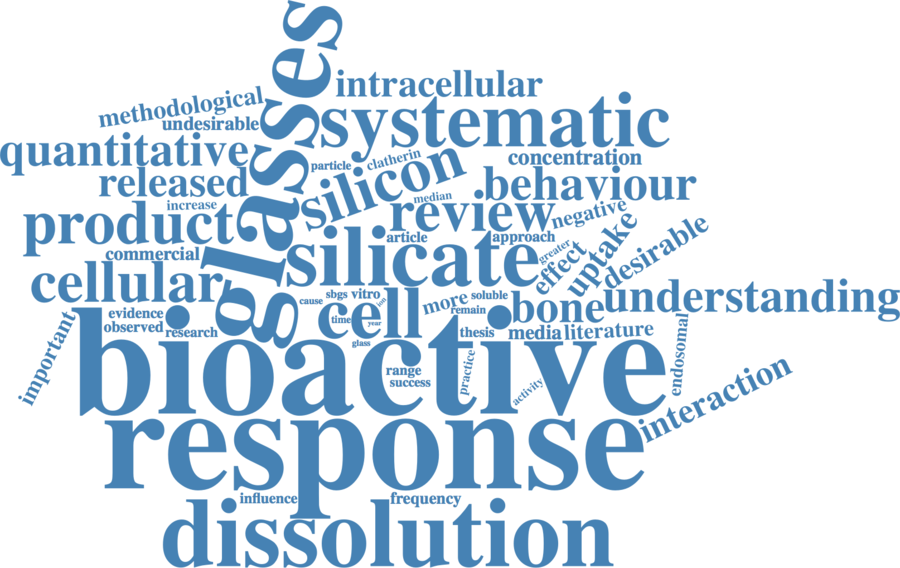 glasses
intracellular
methodological
undesirable
systematic
quantitative
particle
clatherin
concentration
released
silicon
behaviour
increase
median
product
review
negative
article
approach
commercial
silicate
greater
effect
uptake
desirable
cellular
cause
sbgs
vitro
ion
more
soluble
remain
bone
understanding
evidence
observed
research
cell
time
year
thesis
media
literature
important
glass
bioactive
range
success
practice
activity
endosomal
interaction
response
influence
frequency
dissolution